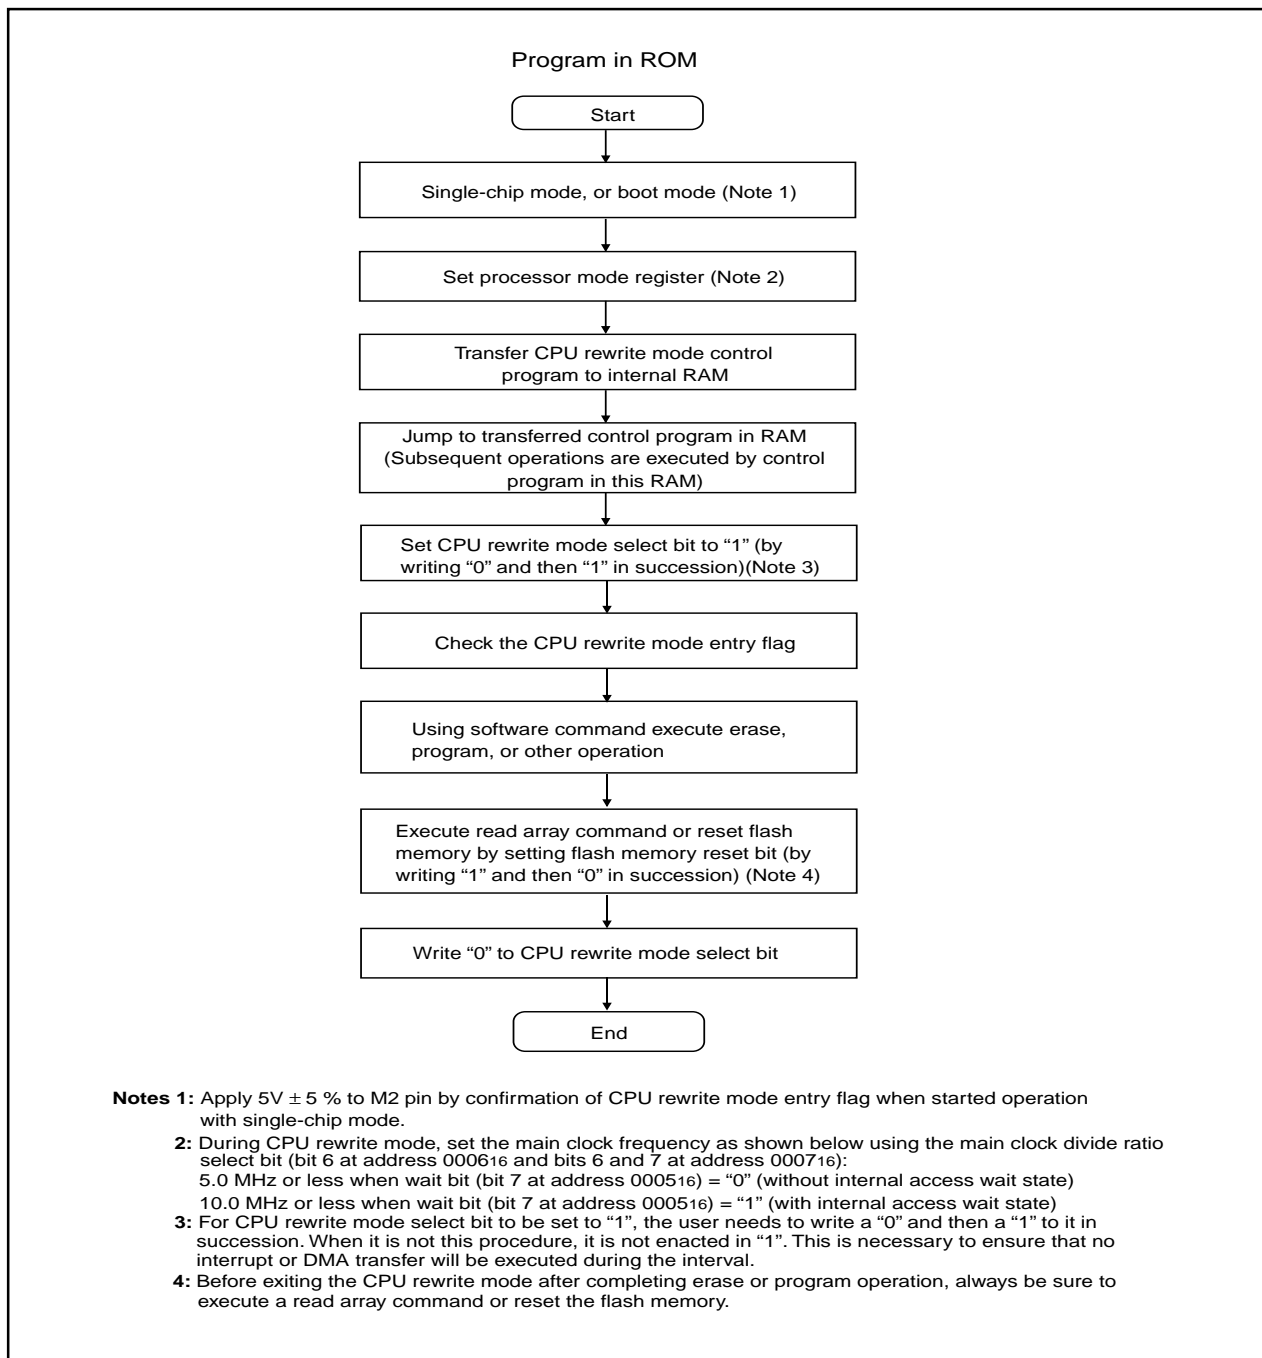 Program in ROM
Start
Single-chip mode, or boot mode (Note 1)
Set processor mode register (Note 2)
Transfer CPU rewrite mode control
program to internal RAM
Jump to transferred control program in RAM
(Subsequent operations are executed by control
program in this RAM)
Set CPU rewrite mode select bit to “1” (by
writing “0” and then “1” in succession)(Note 3)
Check the CPU rewrite mode entry flag
Using software command execute erase,
program, or other operation
Execute read array command or reset flash
memory by setting flash memory reset bit (by
writing “1” and then “0” in succession) (Note 4)
Write “0” to CPU rewrite mode select bit
End
Notes 1: Apply 5V ± 5 % to M2 pin by confirmation of CPU rewrite mode entry flag when started operation
with single-chip mode.
2: During CPU rewrite mode, set the main clock frequency as shown below using the main clock divide ratio
select bit (bit 6 at address 000616 and bits 6 and 7 at address 000716):
5.0 MHz or less when wait bit (bit 7 at address 000516) = “0” (without internal access wait state)
10.0 MHz or less when wait bit (bit 7 at address 000516) = “1” (with internal access wait state)
3: For CPU rewrite mode select bit to be set to “1”, the user needs to write a “0” and then a “1” to it in
succession. When it is not this procedure, it is not enacted in “1”. This is necessary to ensure that no
interrupt or DMA transfer will be executed during the interval.
4: Before exiting the CPU rewrite mode after completing erase or program operation, always be sure to
execute a read array command or reset the flash memory.